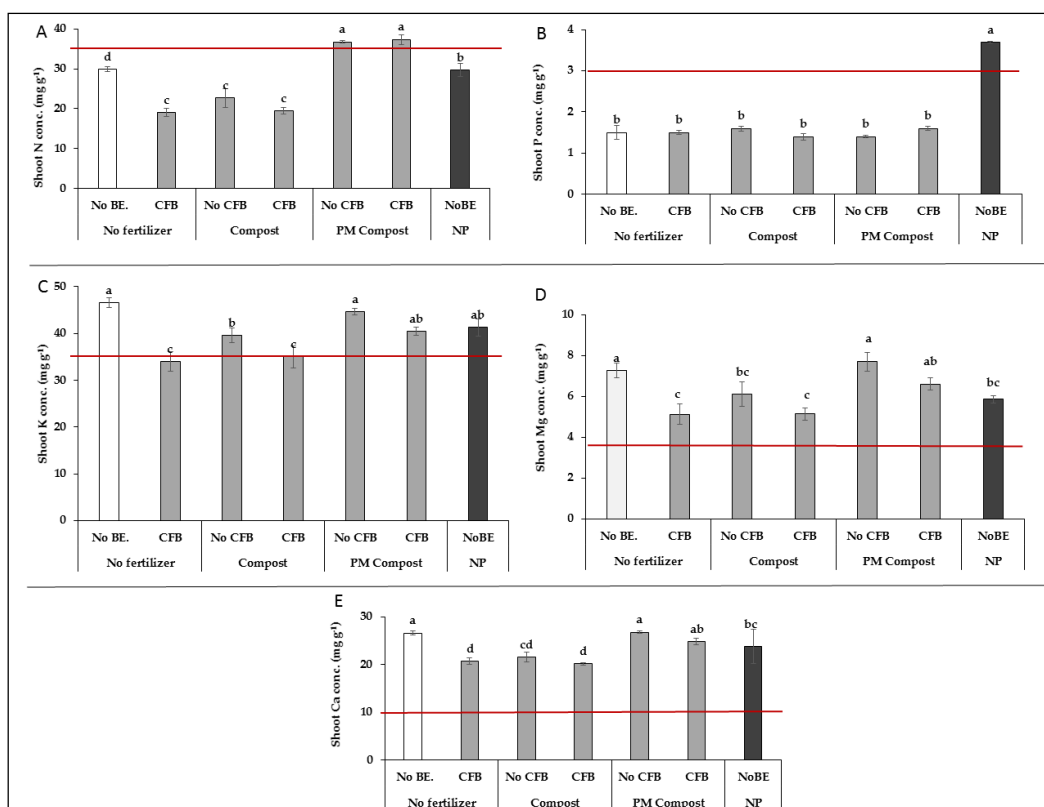 A
Shoot N conc. (mg g⁻¹)
40
30
20
10
0
d
c
c
c
a
a
b
No BE.
CFB
No CFB
CFB
No CFB
CFB
NoBE
No fertilizer
Compost
PM Compost
NP
B
Shoot P conc. (mg g⁻¹)
4
3
2
1
0
b
b
b
b
b
b
a
No BE.
CFB
No CFB
CFB
No CFB
CFB
NoBE
No fertilizer
Compost
PM Compost
NP
C
Shoot K conc. (mg g⁻¹)
50
40
30
20
10
0
a
c
b
c
a
ab
ab
No BE.
CFB
No CFB
CFB
No CFB
CFB
NoBE
No fertilizer
Compost
PM Compost
NP
D
Shoot Mg conc. (mg g⁻¹)
10
8
6
4
2
0
a
c
bc
c
a
ab
bc
No BE.
CFB
No CFB
CFB
No CFB
CFB
NoBE
No fertilizer
Compost
PM Compost
NP
E
Shoot Ca conc. (mg g⁻¹)
30
20
10
0
a
d
cd
d
a
ab
bc
No BE.
CFB
No CFB
CFB
No CFB
CFB
NoBE
No fertilizer
Compost
PM Compost
NP